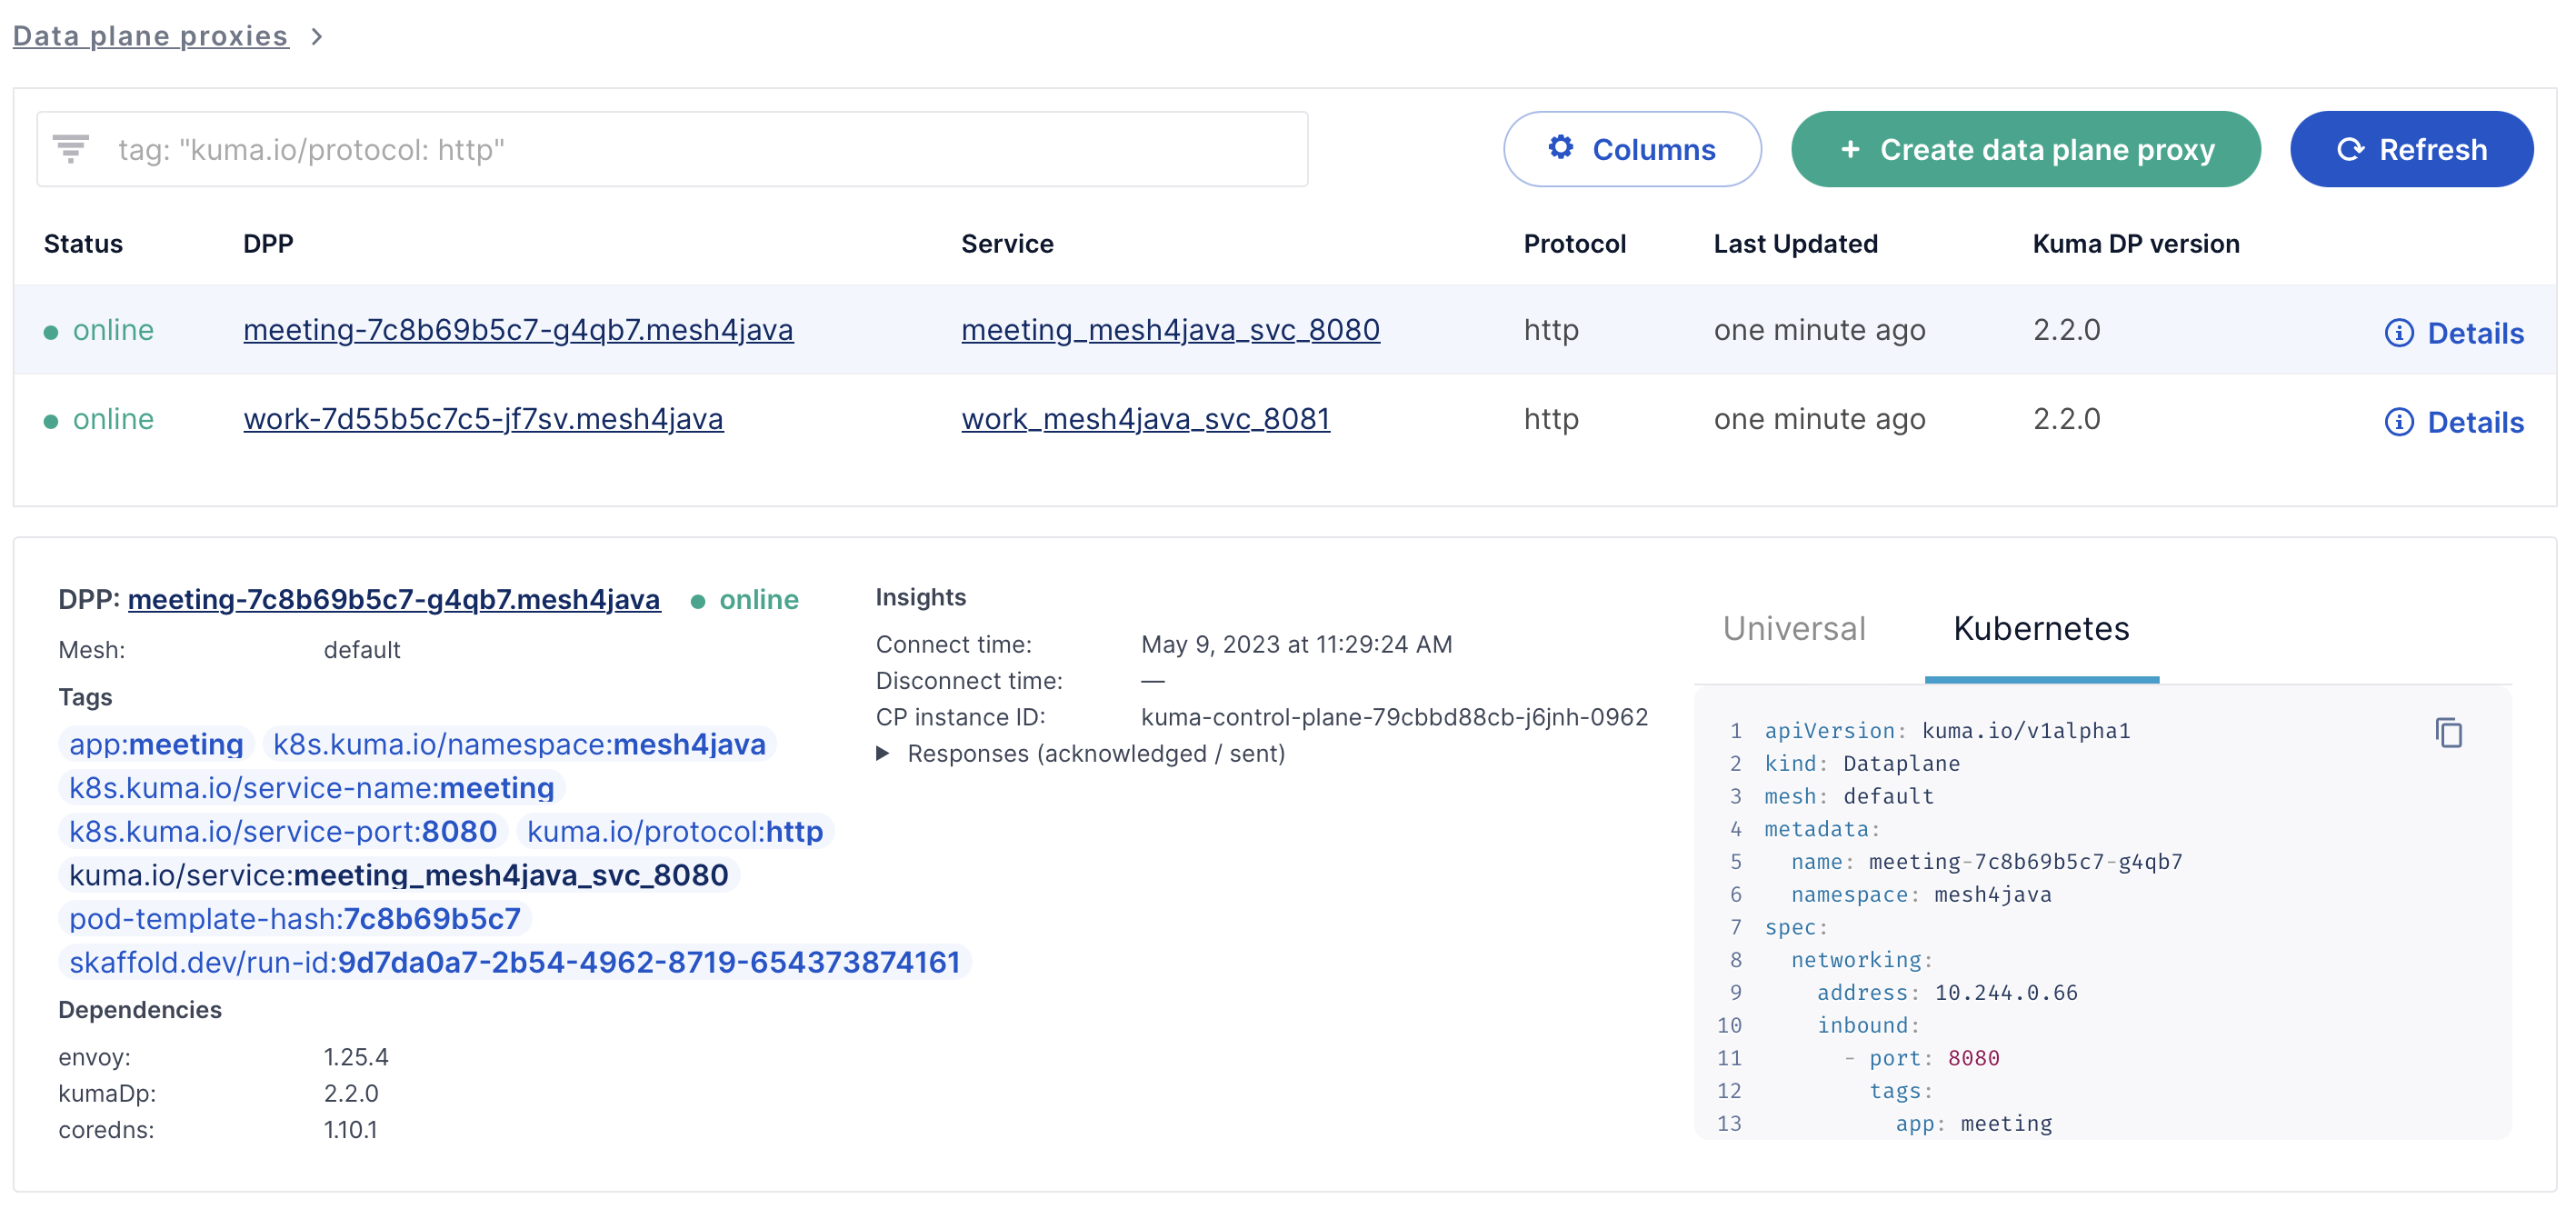 Data plane proxies >
tag: "kuma.io/protocol: http"
Columns
+ Create data plane proxy
Refresh
Status DPP Service Protocol Last Updated Kuma DP version
online meeting-7c8b69b5c7-g4qb7.mesh4java meeting_mesh4java_svc_8080 http one minute ago 2.2.0 Details
online work-7d55b5c7c5-jf7sv.mesh4java work_mesh4java_svc_8081 http one minute ago 2.2.0 Details
DPP: meeting-7c8b69b5c7-g4qb7.mesh4java online
Mesh: default
Tags
app:meeting k8s.kuma.io/namespace:mesh4java
k8s.kuma.io/service-name:meeting
k8s.kuma.io/service-port:8080 kuma.io/protocol:http
kuma.io/service:meeting_mesh4java_svc_8080
pod-template-hash:7c8b69b5c7
skaffold.dev/run-id:9d7da0a7-2b54-4962-8719-654373874161
Dependencies
envoy: 1.25.4
kumaDp: 2.2.0
coredns: 1.10.1
Insights
Connect time: May 9, 2023 at 11:29:24 AM
Disconnect time: —
CP instance ID: kuma-control-plane-79cbbd88cb-j6jnh-0962
Responses (acknowledged / sent)
Universal Kubernetes
1 apiVersion: kuma.io/v1alpha1
2 kind: Dataplane
3 mesh: default
4 metadata:
5 name: meeting-7c8b69b5c7-g4qb7
6 namespace: mesh4java
7 spec:
8 networking:
9 address: 10.244.0.66
10 inbound:
11 - port: 8080
12 tags:
13 app: meeting